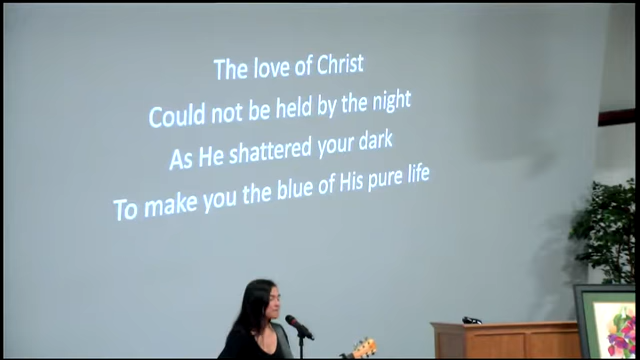 The love of Christ
Could not be held by the night
As He shattered your dark
To make you the blue of His pure life